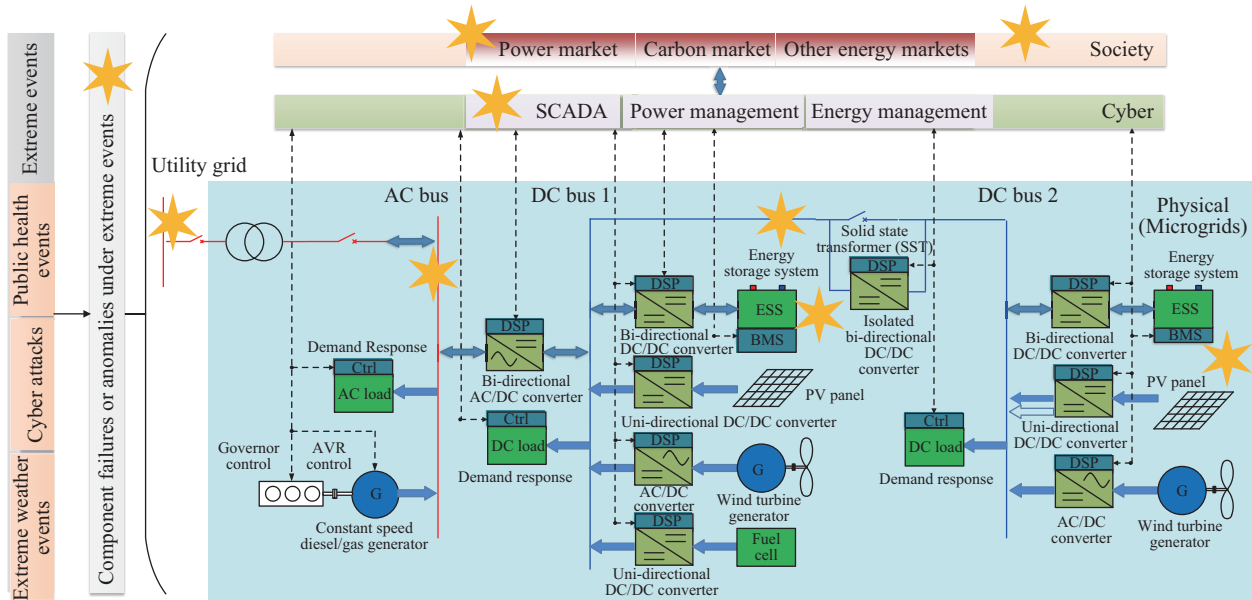 Extreme events
Public health
events
Cyber attacks
Extreme weather
events
Component failures or anomalies under extreme events
Power market
Carbon market
Other energy markets
Society
SCADA
Power management
Energy management
Cyber
Utility grid
AC bus
DC bus 1
DC bus 2
Physical
(Microgrids)
Solid state
transformer (SST)
DSP
Isolated
bi-directional
DC/DC
converter
Demand Response
Ctrl
AC load
Governor
control
AVR
control
G
Constant speed
diesel/gas generator
DSP
Bi-directional
AC/DC converter
Ctrl
DC load
Demand response
DSP
Bi-directional
DC/DC converter
Energy
storage system
ESS
BMS
DSP
Uni-directional DC/DC converter
PV panel
DSP
AC/DC
converter
G
Wind turbine
generator
DSP
Uni-directional
DC/DC converter
Fuel
cell
Ctrl
DC load
Demand response
DSP
Bi-directional
DC/DC converter
Energy
storage system
ESS
BMS
DSP
Uni-directional
DC/DC converter
PV panel
DSP
AC/DC
converter
G
Wind turbine
generator